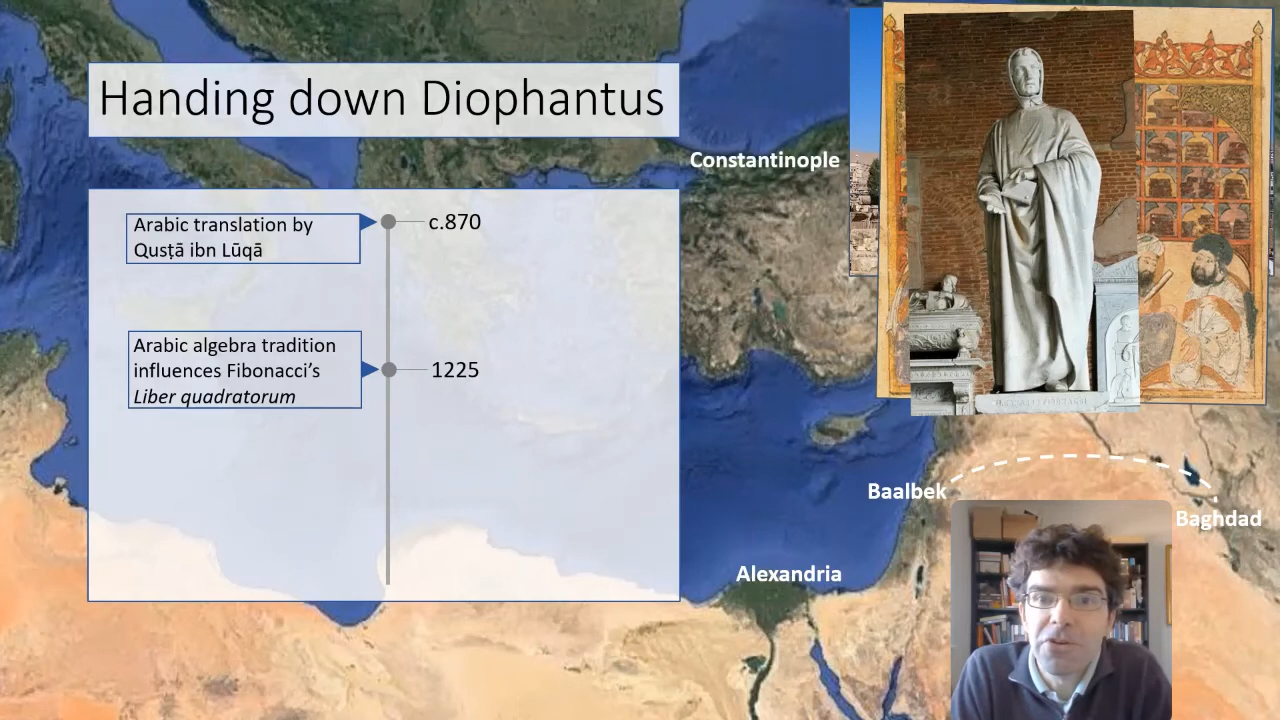 Handing down Diophantus
Constantinople
Arabic translation by
Qusṭā ibn Lūqā
c.870
Arabic algebra tradition
influences Fibonacci’s
Liber quadratorum
1225
Baalbek
Baghdad
Alexandria